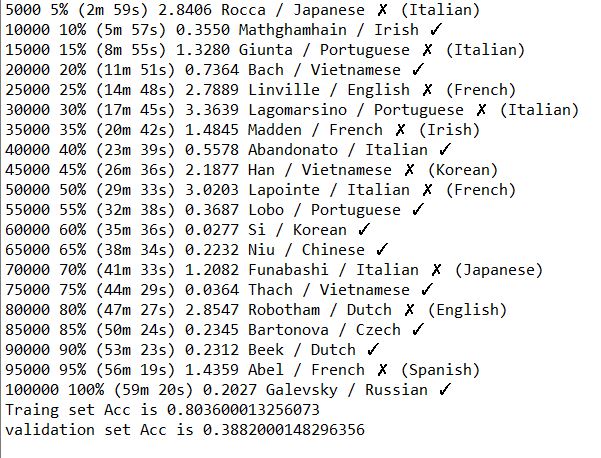 5000 5% (2m 59s) 2.8406 Rocca / Japanese ✗ (Italian)
10000 10% (5m 57s) 0.3550 Mathghamhain / Irish ✓
15000 15% (8m 55s) 1.3280 Giunta / Portuguese ✗ (Italian)
20000 20% (11m 51s) 0.7364 Bach / Vietnamese ✓
25000 25% (14m 48s) 2.7889 Linville / English ✗ (French)
30000 30% (17m 45s) 3.3639 Lagomarsino / Portuguese ✗ (Italian)
35000 35% (20m 42s) 1.4845 Madden / French ✗ (Irish)
40000 40% (23m 39s) 0.5578 Abandonato / Italian ✓
45000 45% (26m 36s) 2.1877 Han / Vietnamese ✗ (Korean)
50000 50% (29m 33s) 3.0203 Lapointe / Italian ✗ (French)
55000 55% (32m 38s) 0.3687 Lobo / Portuguese ✓
60000 60% (35m 36s) 0.0277 Si / Korean ✓
65000 65% (38m 34s) 0.2232 Niu / Chinese ✓
70000 70% (41m 33s) 1.2082 Funabashi / Italian ✗ (Japanese)
75000 75% (44m 29s) 0.0364 Thach / Vietnamese ✓
80000 80% (47m 27s) 2.8547 Robotham / Dutch ✗ (English)
85000 85% (50m 24s) 0.2345 Bartonova / Czech ✓
90000 90% (53m 23s) 0.2312 Beek / Dutch ✓
95000 95% (56m 19s) 1.4359 Abel / French ✗ (Spanish)
100000 100% (59m 20s) 0.2027 Galevsky / Russian ✓
Traing set Acc is 0.803600013256073
validation set Acc is 0.3882000148296356